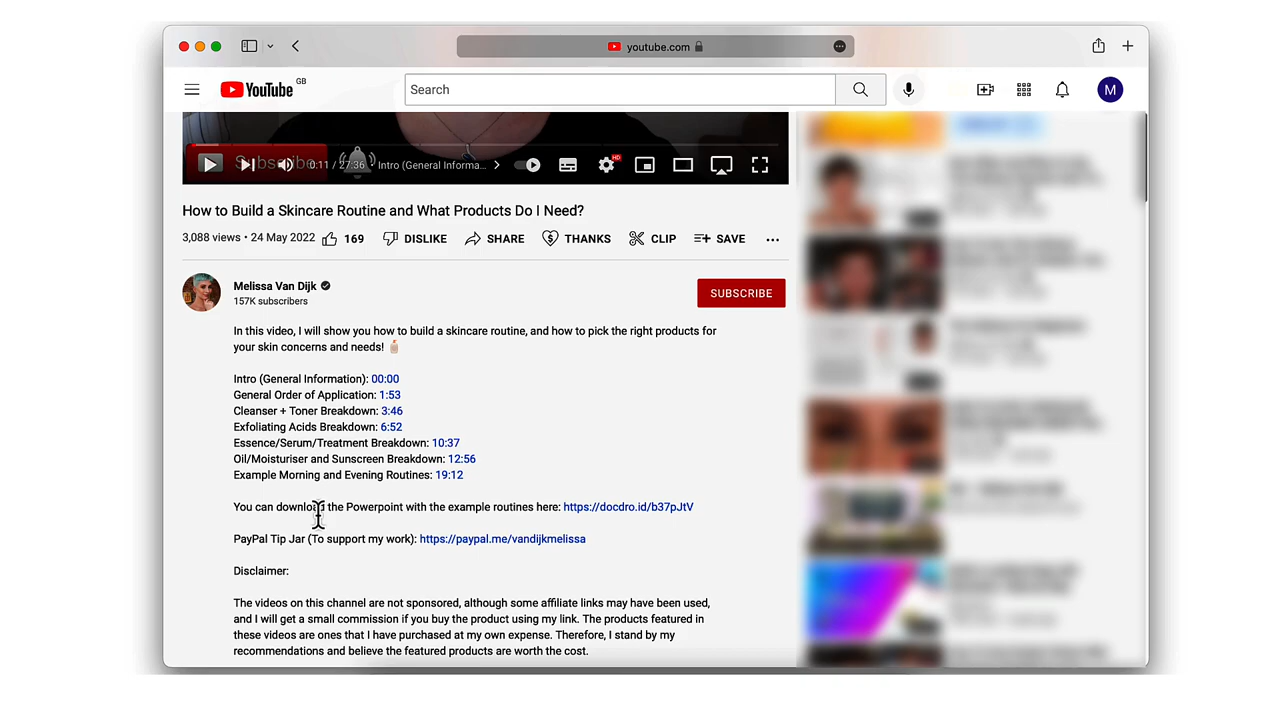 youtube.com
YouTube GB
Search
M
Subscribe
0:11 / 27:36 • Intro (General Informa...
HD
How to Build a Skincare Routine and What Products Do I Need?
3,088 views • 24 May 2022 169 DISLIKE SHARE THANKS CLIP SAVE
Melissa Van Dijk
157K subscribers
SUBSCRIBE
In this video, I will show you how to build a skincare routine, and how to pick the right products for
your skin concerns and needs! 🧴
Intro (General Information): 00:00
General Order of Application: 1:53
Cleanser + Toner Breakdown: 3:46
Exfoliating Acids Breakdown: 6:52
Essence/Serum/Treatment Breakdown: 10:37
Oil/Moisturiser and Sunscreen Breakdown: 12:56
Example Morning and Evening Routines: 19:12
You can download the Powerpoint with the example routines here: https://docdro.id/b37pJtV
PayPal Tip Jar (To support my work): https://paypal.me/vandijkmelissa
Disclaimer:
The videos on this channel are not sponsored, although some affiliate links may have been used,
and I will get a small commission if you buy the product using my link. The products featured in
these videos are ones that I have purchased at my own expense. Therefore, I stand by my
recommendations and believe the featured products are worth the cost.